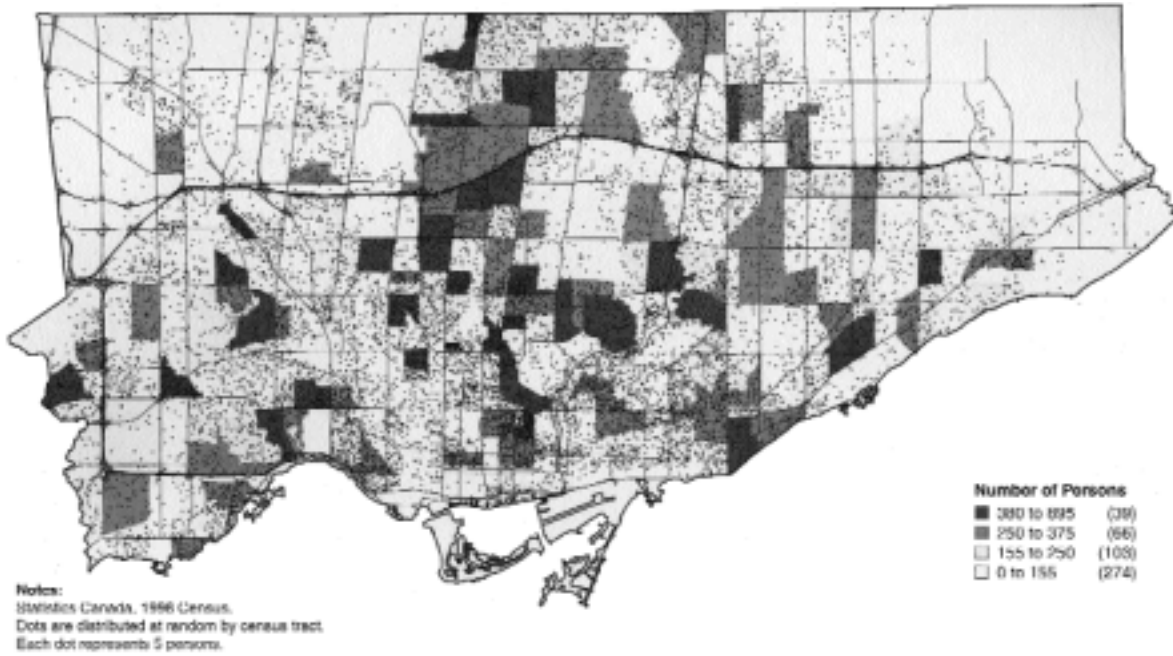 Number of Persons
380 to 895 (39)
250 to 375 (66)
155 to 250 (103)
0 to 155 (274)
Notes:
Statistics Canada, 1996 Census.
Dots are distributed at random by census tract.
Each dot represents 5 persons.